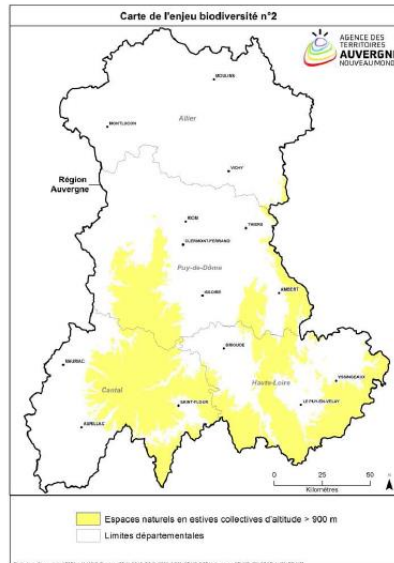 Carte de l'enjeu biodiversité n°2
AGENCE DES
TERRITOIRES
AUVERGNE
NOUVEAU MONDE
MOULINS
MONTLUCON
Allier
VICHY
Région
Auvergne
RIOM
THIERS
CLERMONT-FERRAND
Puy-de-Dôme
ISSOIRE
AMBERT
BRIOUDE
MAURIAC
Cantal
Haute-Loire
YSSINGEAUX
SAINT-FLOUR
LE PUY-EN-VELAY
AURILLAC
0 25 50
Kilomètres
Espaces naturels en estives collectives d'altitude > 900 m
Limites départementales